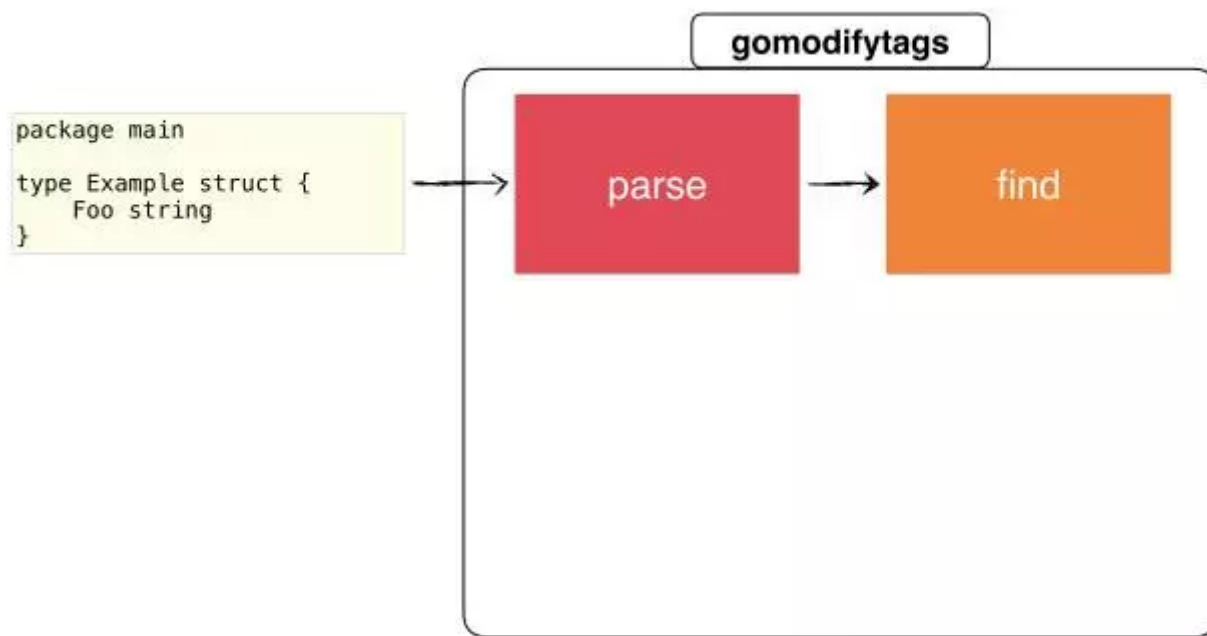 gomodifytags
package main
type Example struct {
    Foo string
}
parse
find